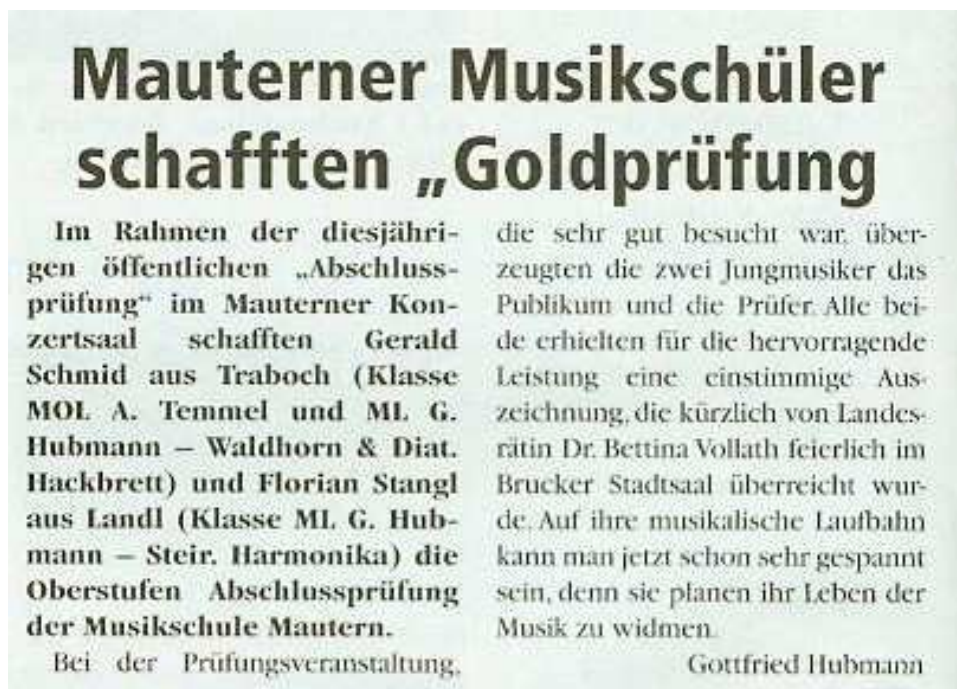 Mauterner Musikschüler
schafften „Goldprüfung
Im Rahmen der diesjähri-
gen öffentlichen „Abschluss-
prüfung“ im Mauterner Kon-
zertsaal schafften Gerald
Schmid aus Traboch (Klasse
MOL A. Temmel und ML G.
Hubmann – Waldhorn & Diat.
Hackbrett) und Florian Stangl
aus Landl (Klasse ML G. Hub-
mann – Steir. Harmonika) die
Oberstufen Abschlussprüfung
der Musikschule Mautern.
Bei der Prüfungsveranstaltung,
die sehr gut besucht war, über-
zeugten die zwei Jungmusiker das
Publikum und die Prüfer. Alle bei-
de erhielten für die hervorragende
Leistung eine einstimmige Aus-
zeichnung, die kürzlich von Landes-
rätin Dr. Bettina Vollath feierlich im
Brucker Stadtsaal überreicht wur-
de. Auf ihre musikalische Laufbahn
kann man jetzt schon sehr gespannt
sein, denn sie planen ihr Leben der
Musik zu widmen.
Gottfried Hubmann